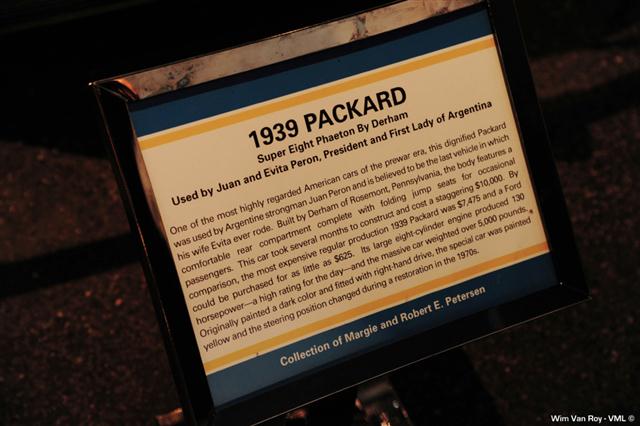 1939 PACKARD
Super Eight Phaeton By Derham
Used by Juan and Evita Peron, President and First Lady of Argentina
One of the most highly regarded American cars of the prewar era, this dignified Packard
was used by Argentine strongman Juan Peron and is believed to be the last vehicle in which
his wife Evita ever rode. Built by Derham of Rosemont, Pennsylvania, the body features a
comfortable rear compartment complete with folding jump seats for occasional
passengers. This car took several months to construct and cost a staggering $10,000. By
comparison, the most expensive regular production 1939 Packard was $7,475 and a Ford
could be purchased for as little as $625. Its large eight-cylinder engine produced 130
horsepower—a high rating for the day—and the massive car weighted over 5,000 pounds.
Originally painted a dark color and fitted with right-hand drive, the special car was painted
yellow and the steering position changed during a restoration in the 1970s.
Collection of Margie and Robert E. Petersen
Wim Van Roy - VML ©